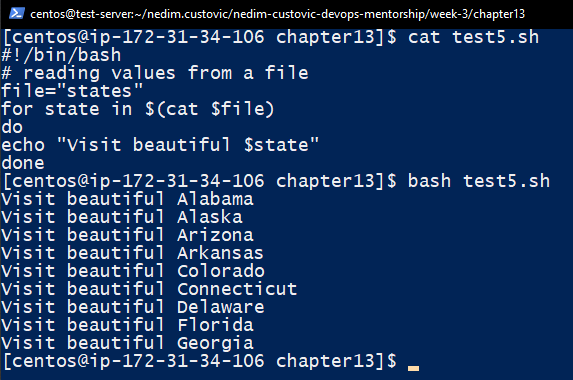 centos@test-server:~/nedim.custovic/nedim-custovic-devops-mentorship/week-3/chapter13
[centos@ip-172-31-34-106 chapter13]$ cat test5.sh
#!/bin/bash
# reading values from a file
file="states"
for state in $(cat $file)
do
echo "Visit beautiful $state"
done
[centos@ip-172-31-34-106 chapter13]$ bash test5.sh
Visit beautiful Alabama
Visit beautiful Alaska
Visit beautiful Arizona
Visit beautiful Arkansas
Visit beautiful Colorado
Visit beautiful Connecticut
Visit beautiful Delaware
Visit beautiful Florida
Visit beautiful Georgia
[centos@ip-172-31-34-106 chapter13]$